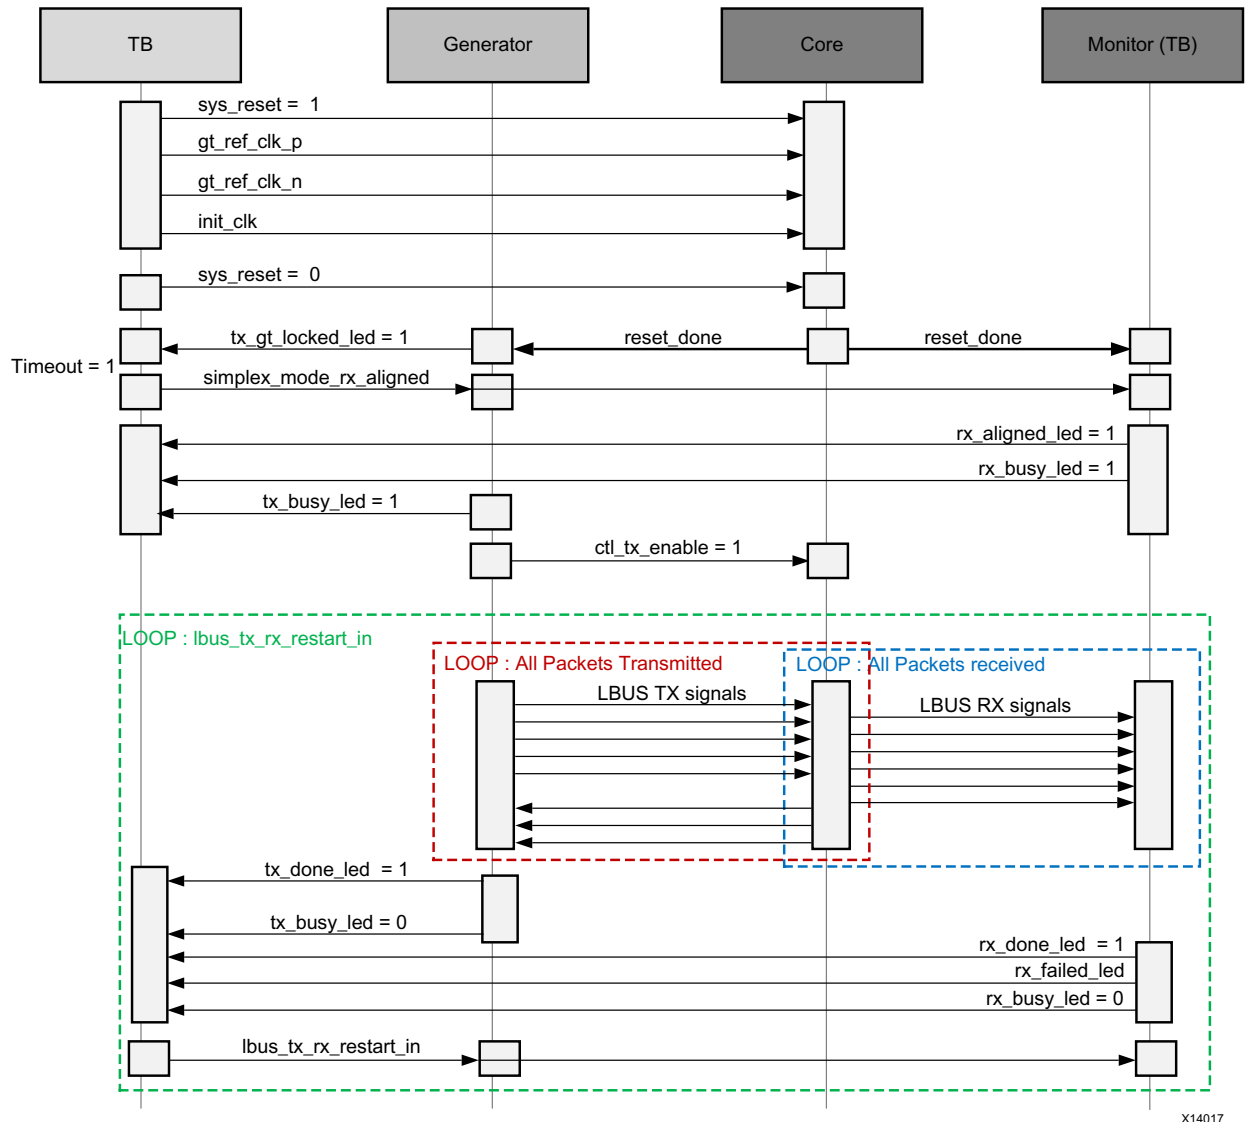 TB
Generator
Core
Monitor (TB)
sys_reset = 1
gt_ref_clk_p
gt_ref_clk_n
init_clk
sys_reset = 0
tx_gt_locked_led = 1
reset_done
reset_done
Timeout = 1
simplex_mode_rx_aligned
rx_aligned_led = 1
rx_busy_led = 1
tx_busy_led = 1
ctl_tx_enable = 1
LOOP : lbus_tx_rx_restart_in
LOOP : All Packets Transmitted
LOOP : All Packets received
LBUS TX signals
LBUS RX signals
tx_done_led = 1
tx_busy_led = 0
rx_done_led = 1
rx_failed_led
rx_busy_led = 0
lbus_tx_rx_restart_in
X14017